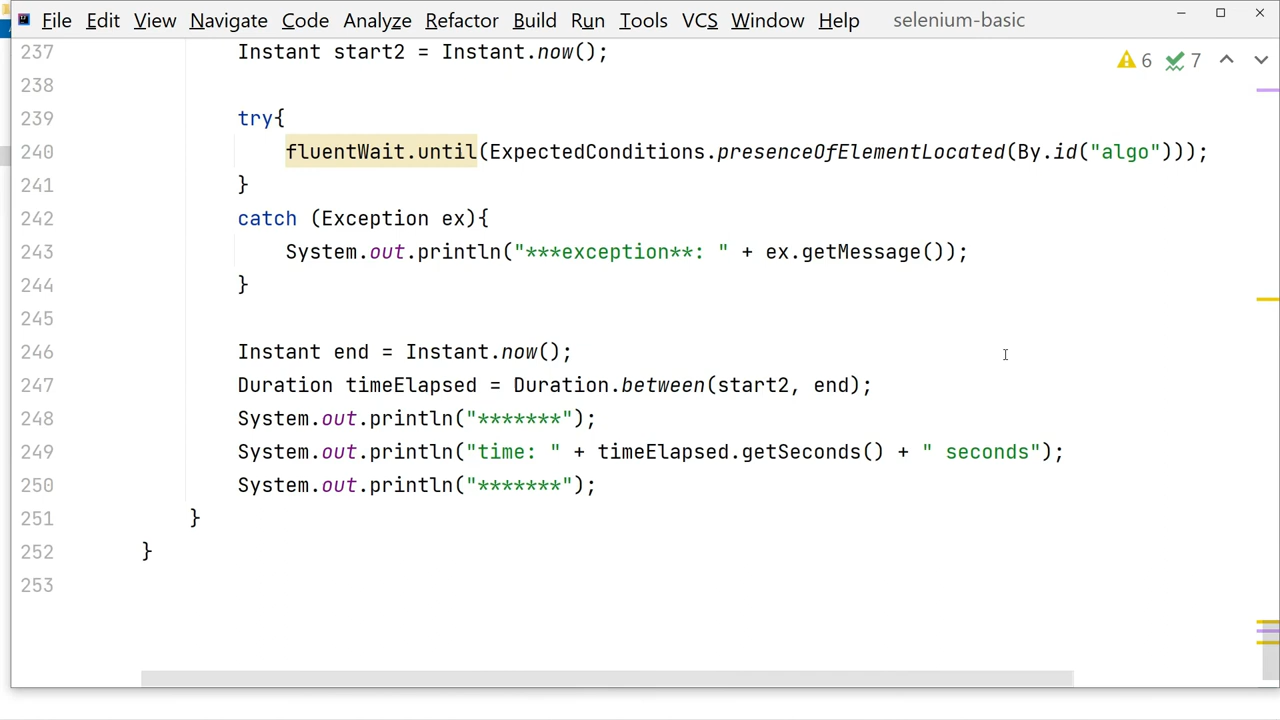 File Edit View Navigate Code Analyze Refactor Build Run Tools VCS Window Help selenium-basic
237 Instant start2 = Instant.now();
6 7
238
239 try{
240 fluentWait.until(ExpectedConditions.presenceOfElementLocated(By.id("algo")));
241 }
242 catch (Exception ex){
243 System.out.println("***exception**: " + ex.getMessage());
244 }
245
246 Instant end = Instant.now();
247 Duration timeElapsed = Duration.between(start2, end);
248 System.out.println("*******");
249 System.out.println("time: " + timeElapsed.getSeconds() + " seconds");
250 System.out.println("*******");
251 }
252 }
253